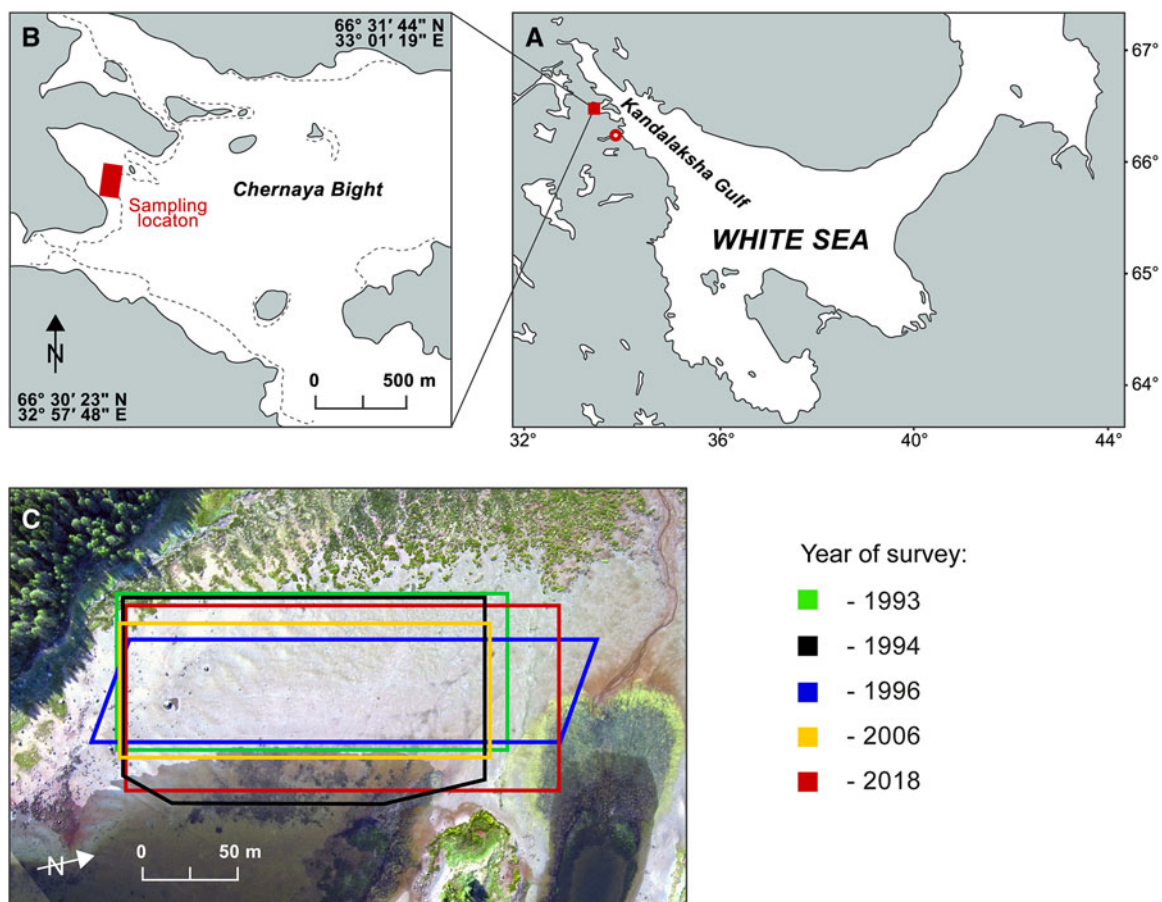 B
66° 31′ 44" N
33° 01′ 19" E
Chernaya Bight
Sampling
locaton
N
66° 30′ 23" N
32° 57′ 48" E
0 500 m
A
67°
Kandalaksha Gulf
66°
WHITE SEA
65°
64°
32° 36° 40° 44°
C
N
0 50 m
Year of survey:
- 1993
- 1994
- 1996
- 2006
- 2018